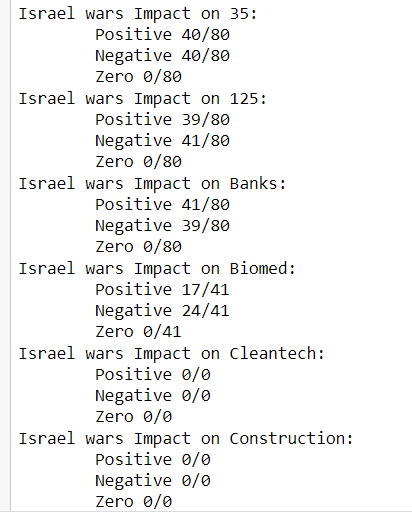 Israel wars Impact on 35:
Positive 40/80
Negative 40/80
Zero 0/80
Israel wars Impact on 125:
Positive 39/80
Negative 41/80
Zero 0/80
Israel wars Impact on Banks:
Positive 41/80
Negative 39/80
Zero 0/80
Israel wars Impact on Biomed:
Positive 17/41
Negative 24/41
Zero 0/41
Israel wars Impact on Cleantech:
Positive 0/0
Negative 0/0
Zero 0/0
Israel wars Impact on Construction:
Positive 0/0
Negative 0/0
Zero 0/0